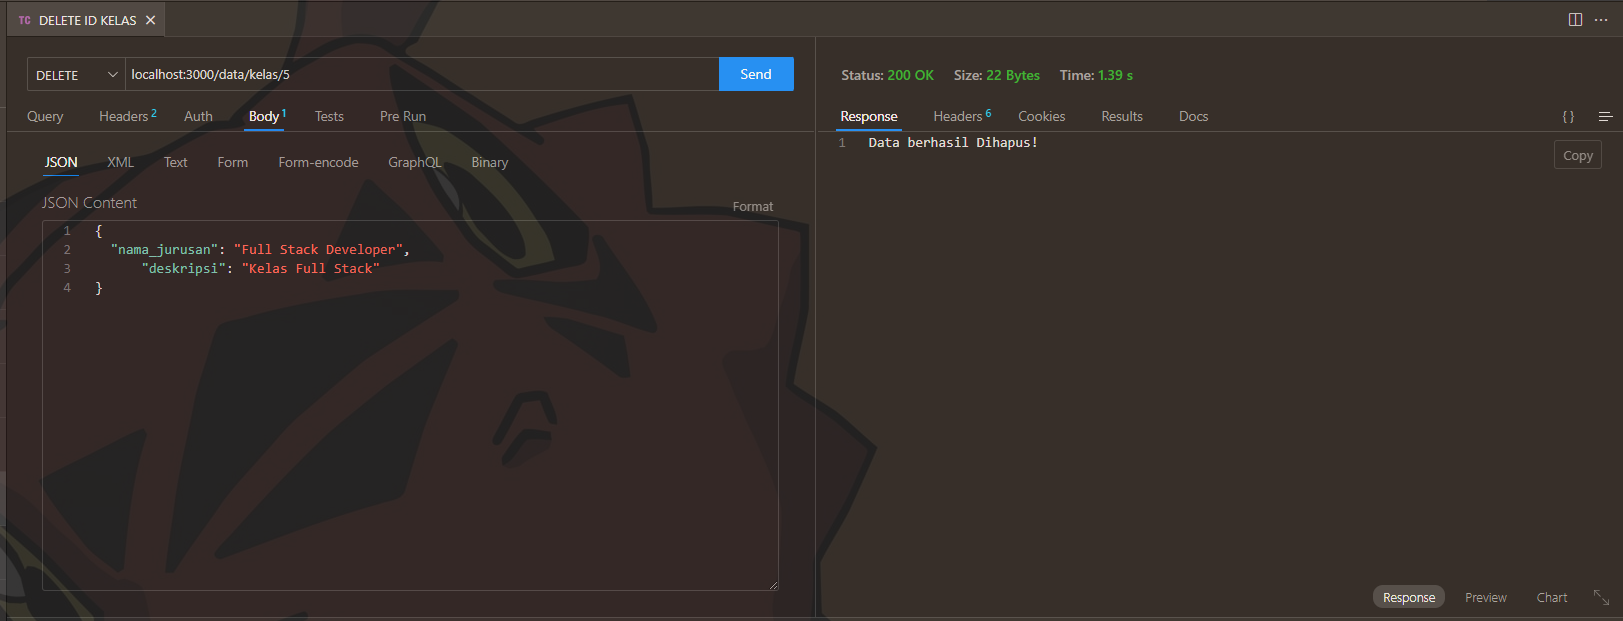 TC DELETE ID KELAS
DELETE localhost:3000/data/kelas/5 Send
Query Headers 2 Auth Body 1 Tests Pre Run
JSON XML Text Form Form-encode GraphQL Binary
JSON Content
Format
1 {
2 "nama_jurusan": "Full Stack Developer",
3 "deskripsi": "Kelas Full Stack"
4 }
Status: 200 OK Size: 22 Bytes Time: 1.39 s
Response Headers 6 Cookies Results Docs { }
1 Data berhasil Dihapus!
Copy
Response Preview Chart